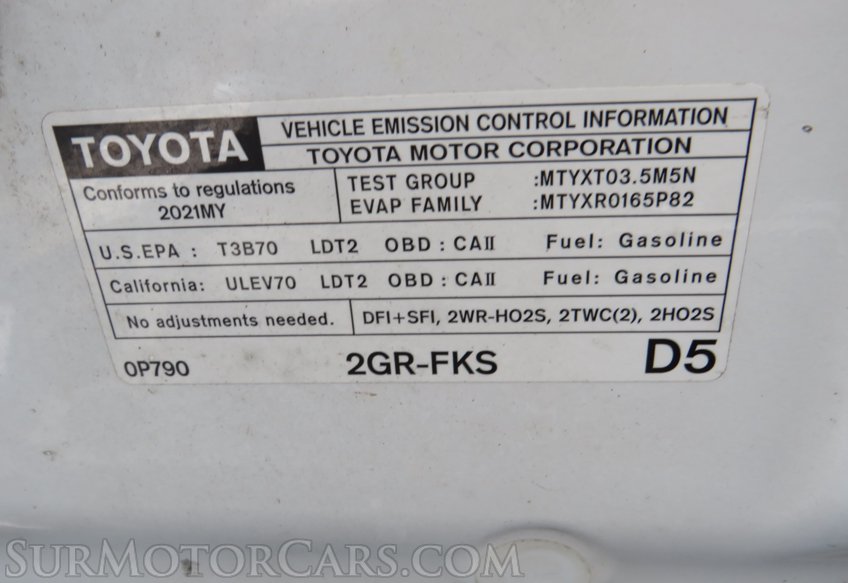 TOYOTA
VEHICLE EMISSION CONTROL INFORMATION
TOYOTA MOTOR CORPORATION
Conforms to regulations
2021MY
TEST GROUP :MTYXT03.5M5N
EVAP FAMILY :MTYXR0165P82
U.S.EPA : T3B70 LDT2 OBD : CAII Fuel: Gasoline
California: ULEV70 LDT2 OBD : CAII Fuel: Gasoline
No adjustments needed. DFI+SFI, 2WR-HO2S, 2TWC(2), 2HO2S
0P790 2GR-FKS D5
SurMotorCars.com